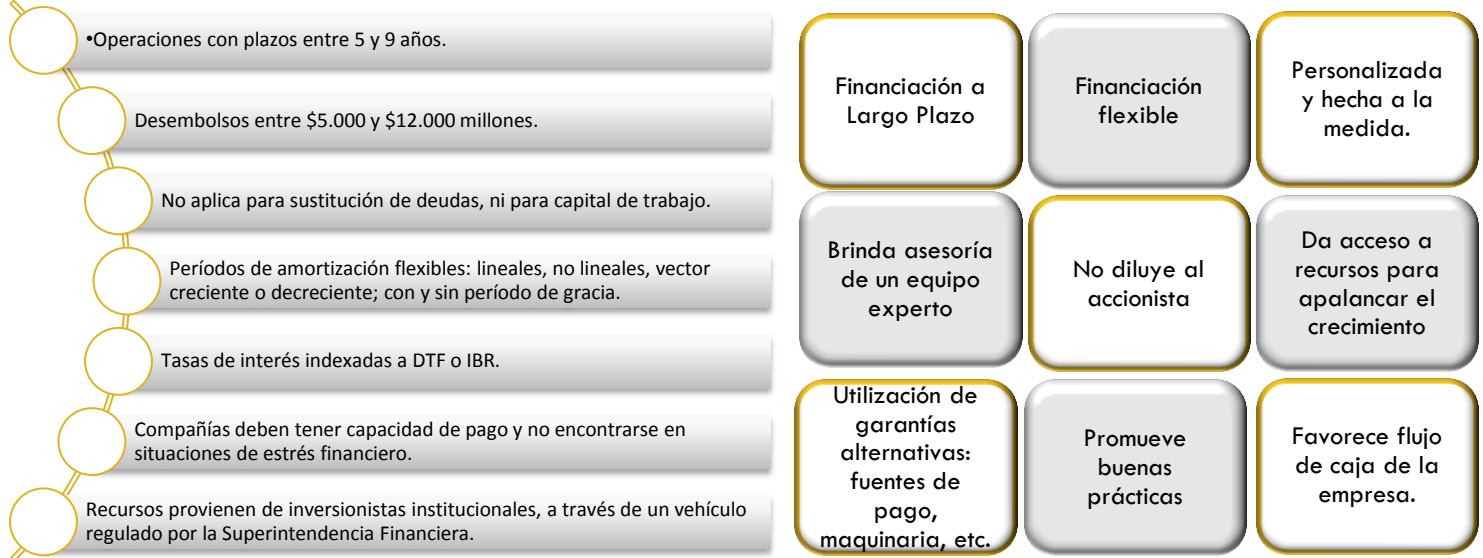 •Operaciones con plazos entre 5 y 9 años.
Desembolsos entre $5.000 y $12.000 millones.
No aplica para sustitución de deudas, ni para capital de trabajo.
Períodos de amortización flexibles: lineales, no lineales, vector
creciente o decreciente; con y sin período de gracia.
Tasas de interés indexadas a DTF o IBR.
Compañías deben tener capacidad de pago y no encontrarse en
situaciones de estrés financiero.
Recursos provienen de inversionistas institucionales, a través de un vehículo
regulado por la Superintendencia Financiera.
Financiación a
Largo Plazo
Financiación
flexible
Personalizada
y hecha a la
medida.
Brinda asesoría
de un equipo
experto
No diluye al
accionista
Da acceso a
recursos para
apalancar el
crecimiento
Utilización de
garantías
alternativas:
fuentes de
pago,
maquinaria, etc.
Promueve
buenas
prácticas
Favorece flujo
de caja de la
empresa.